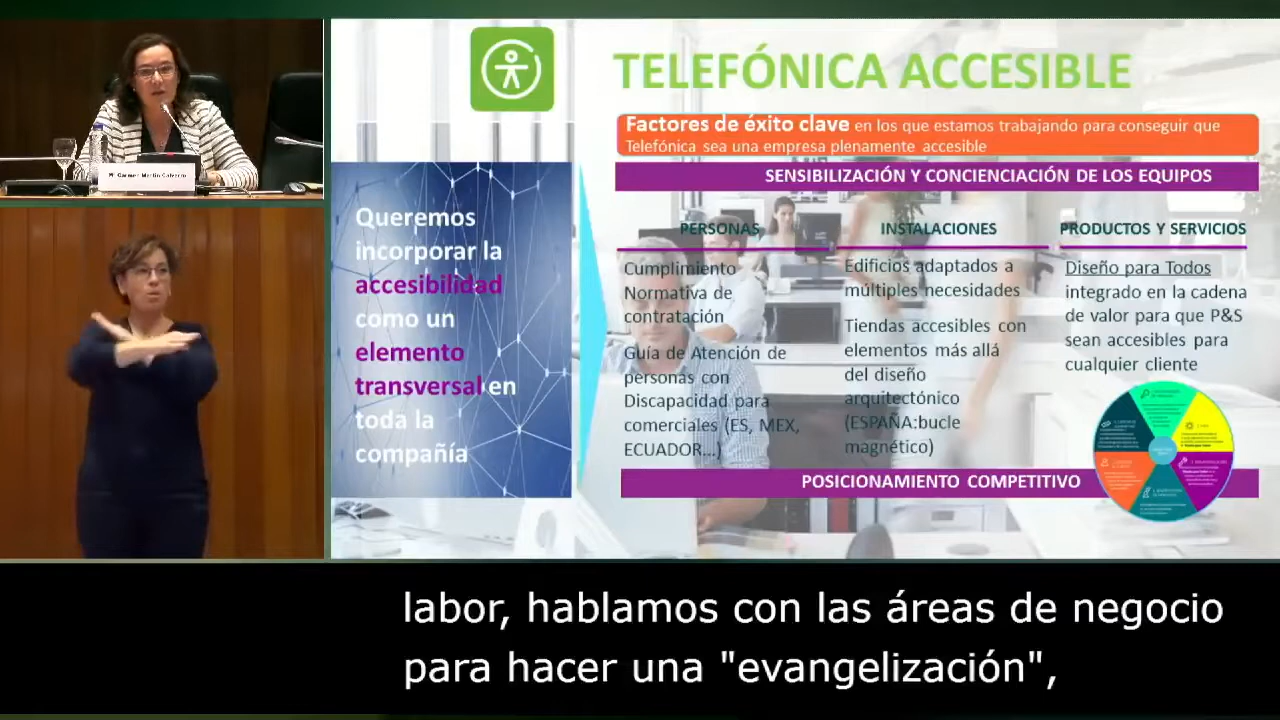 TELEFÓNICA ACCESIBLE
Factores de éxito clave en los que estamos trabajando para conseguir que
Telefónica sea una empresa plenamente accesible
SENSIBILIZACIÓN Y CONCIENCIACIÓN DE LOS EQUIPOS
Queremos
incorporar la
accesibilidad
como un
elemento
transversal en
toda la
compañía
PERSONAS
Cumplimiento
Normativa de
contratación
Guía de Atención de
personas con
Discapacidad para
comerciales (ES, MEX,
ECUADOR...)
INSTALACIONES
Edificios adaptados a
múltiples necesidades
Tiendas accesibles con
elementos más allá
del diseño
arquitectónico
(ESPAÑA:bucle
magnético)
PRODUCTOS Y SERVICIOS
Diseño para Todos
integrado en la cadena
de valor para que P&S
sean accesibles para
cualquier cliente
POSICIONAMIENTO COMPETITIVO
labor, hablamos con las áreas de negocio
para hacer una "evangelización",